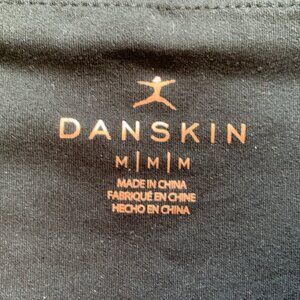 DANSKIN
M|M|M
MADE IN CHINA
FABRIQUÉ EN CHINE
HECHO EN CHINA